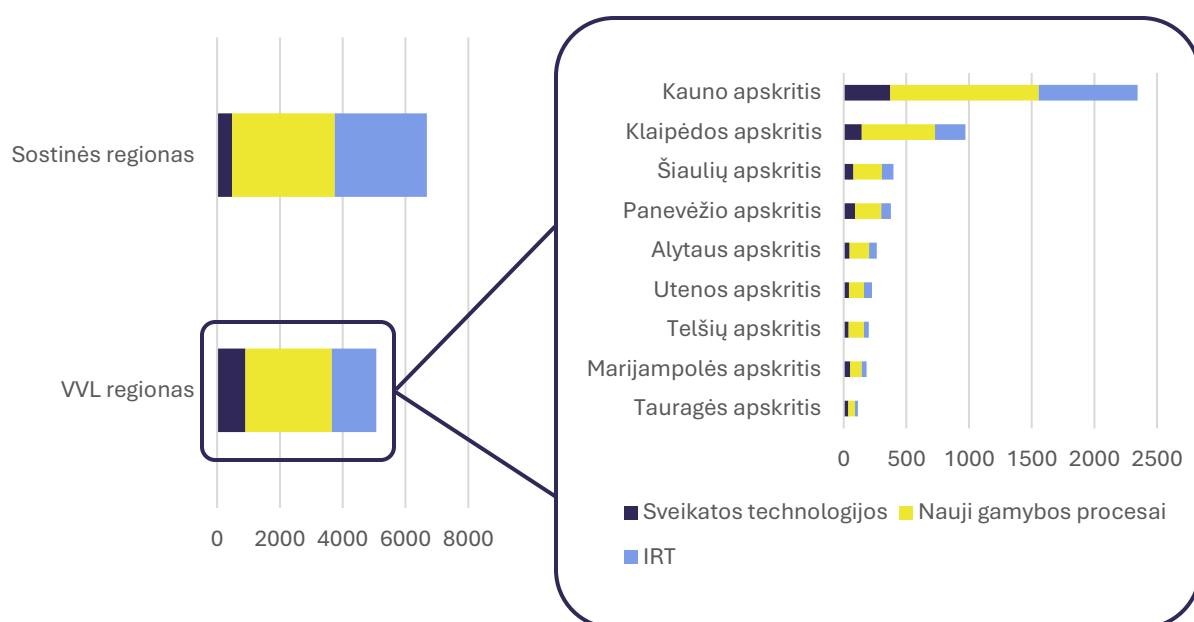 Sostinės regionas
VVL regionas
0 2000 4000 6000 8000
Kauno apskritis
Klaipėdos apskritis
Šiaulių apskritis
Panevėžio apskritis
Alytaus apskritis
Utenos apskritis
Telšių apskritis
Marijampolės apskritis
Tauragės apskritis
0 500 1000 1500 2000 2500
Sveikatos technologijos Nauji gamybos procesai
IRT